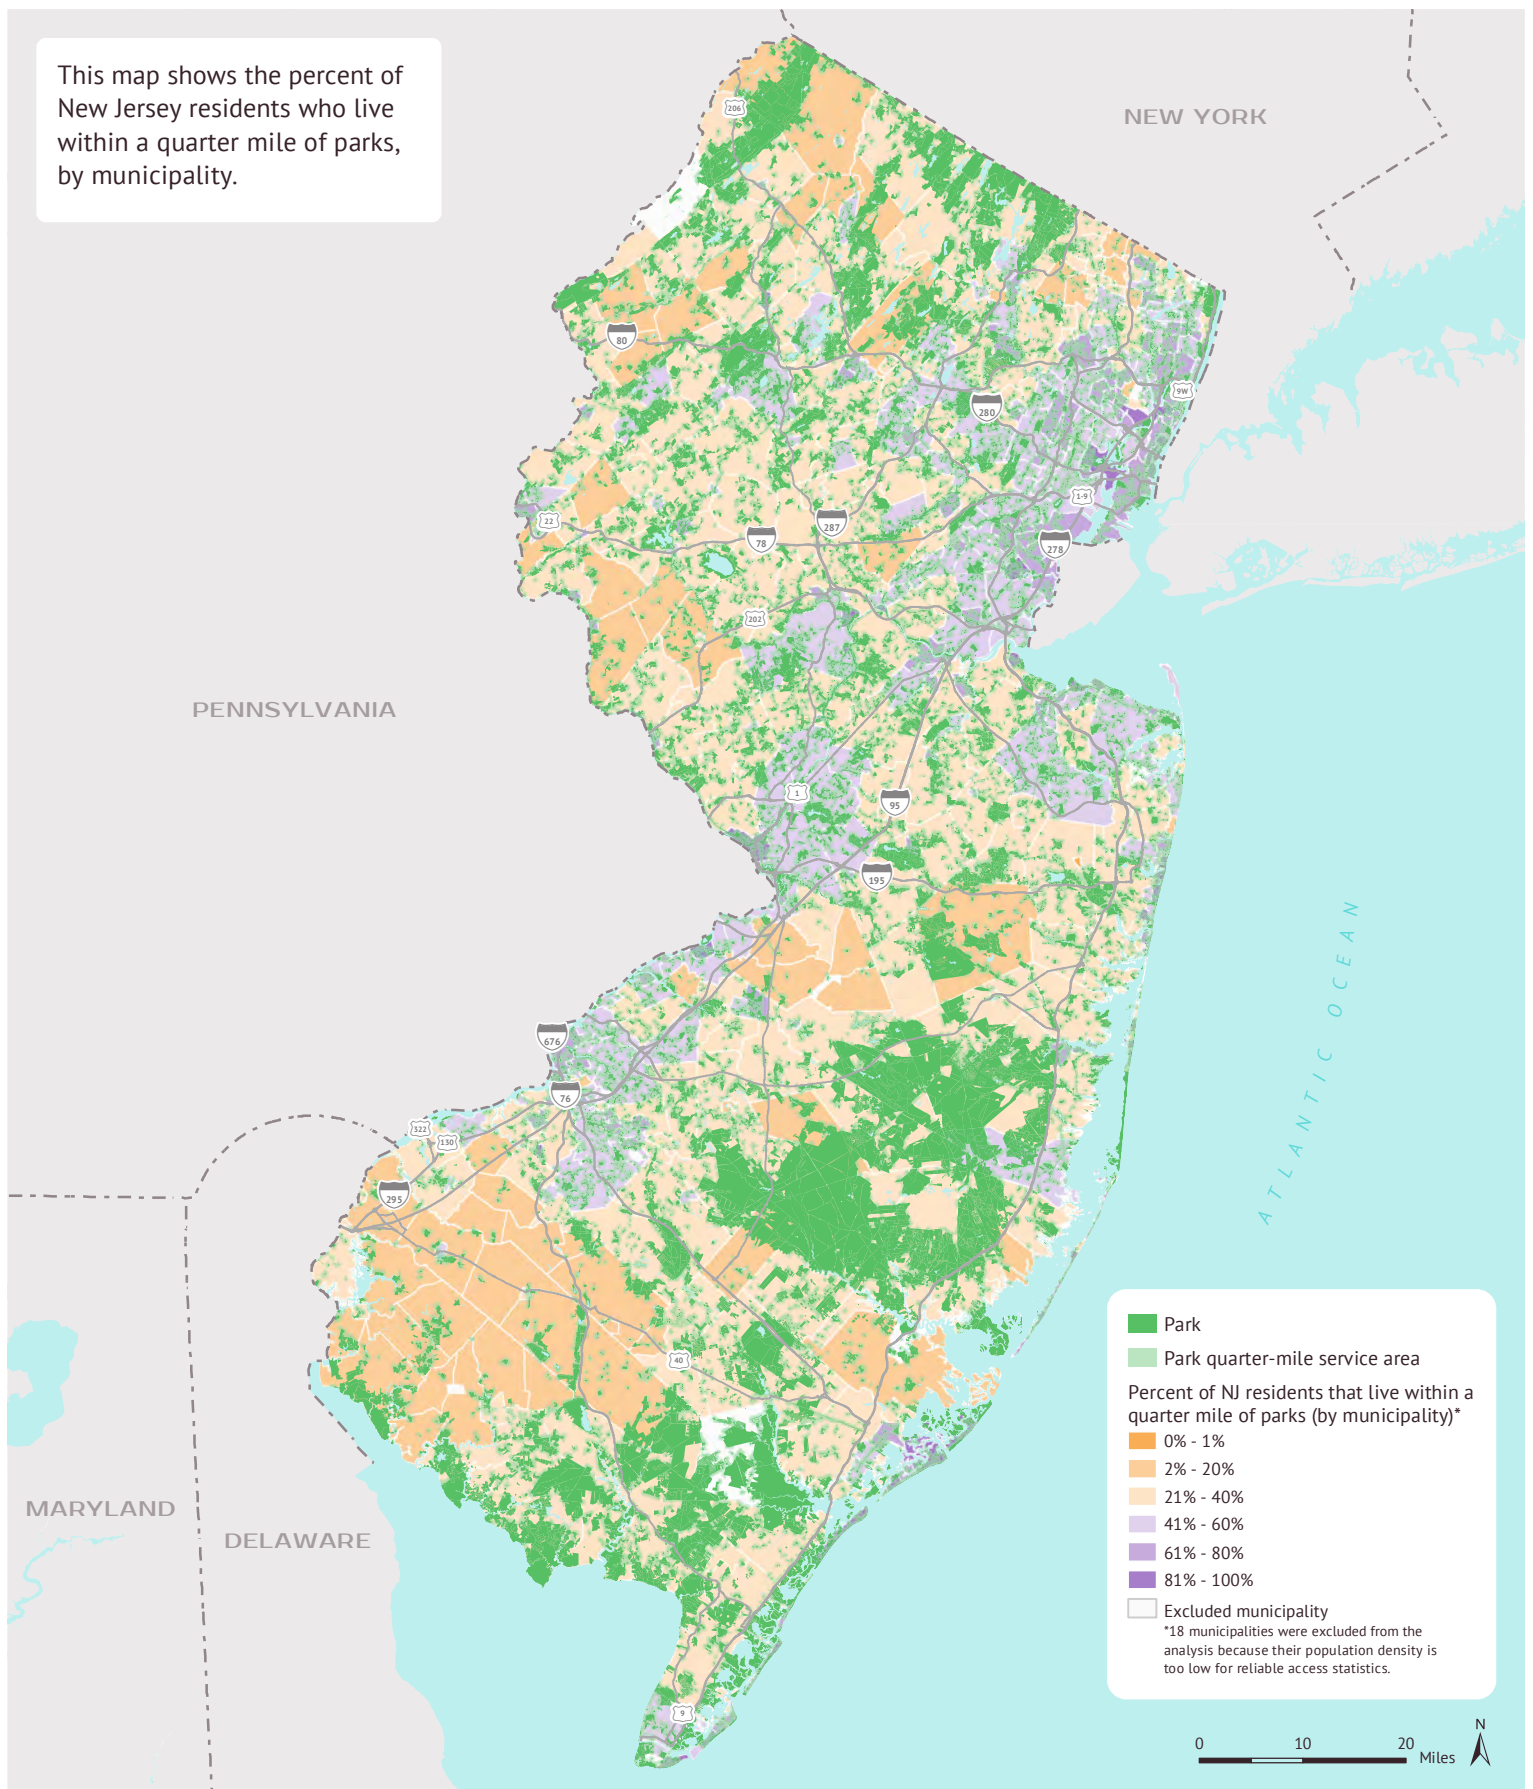 This map shows the percent of
New Jersey residents who live
within a quarter mile of parks,
by municipality.
206
NEW YORK
80
9W
280
1-9
22
287
78
278
202
PENNSYLVANIA
1
95
195
ATLANTIC OCEAN
676
76
322
130
295
40
MARYLAND
DELAWARE
9
Park
Park quarter-mile service area
Percent of NJ residents that live within a
quarter mile of parks (by municipality)*
0% - 1%
2% - 20%
21% - 40%
41% - 60%
61% - 80%
81% - 100%
Excluded municipality
*18 municipalities were excluded from the
analysis because their population density is
too low for reliable access statistics.
N
0 10 20
Miles